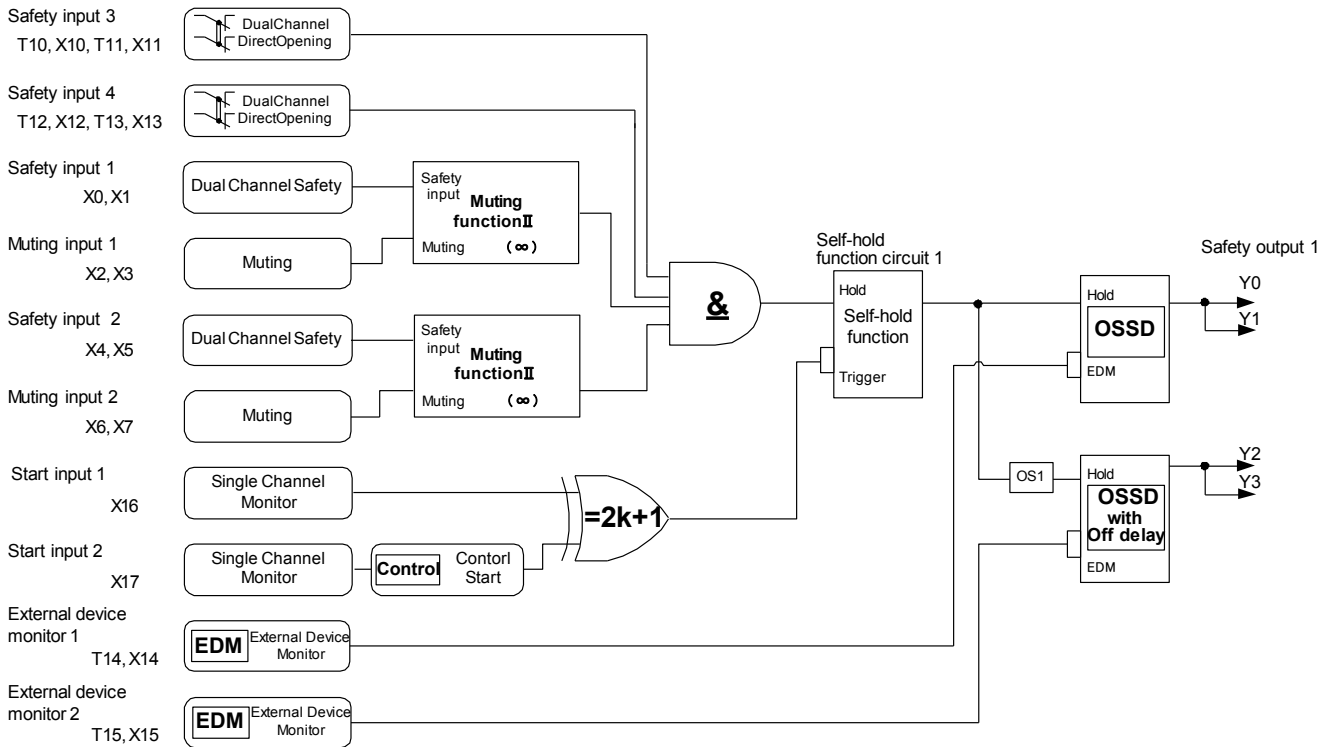 Safety input 3
T10, X10, T11, X11
DualChannel
DirectOpening
Safety input 4
T12, X12, T13, X13
DualChannel
DirectOpening
Safety input 1
X0, X1
Dual Channel Safety
Safety
input
Muting
functionⅡ
Muting
(∞)
Muting input 1
X2, X3
Muting
Safety input 2
X4, X5
Dual Channel Safety
Safety
input
Muting
functionⅡ
Muting
(∞)
Muting input 2
X6, X7
Muting
&
Self-hold
function circuit 1
Hold
Self-hold
function
Trigger
Safety output 1
Hold
OSSD
EDM
Y0
Y1
OS1
Hold
OSSD
with
Off delay
EDM
Y2
Y3
Start input 1
X16
Single Channel
Monitor
=2k+1
Start input 2
X17
Single Channel
Monitor
Control
Contorl
Start
External device
monitor 1
T14, X14
EDM
External Device
Monitor
External device
monitor 2
T15, X15
EDM
External Device
Monitor